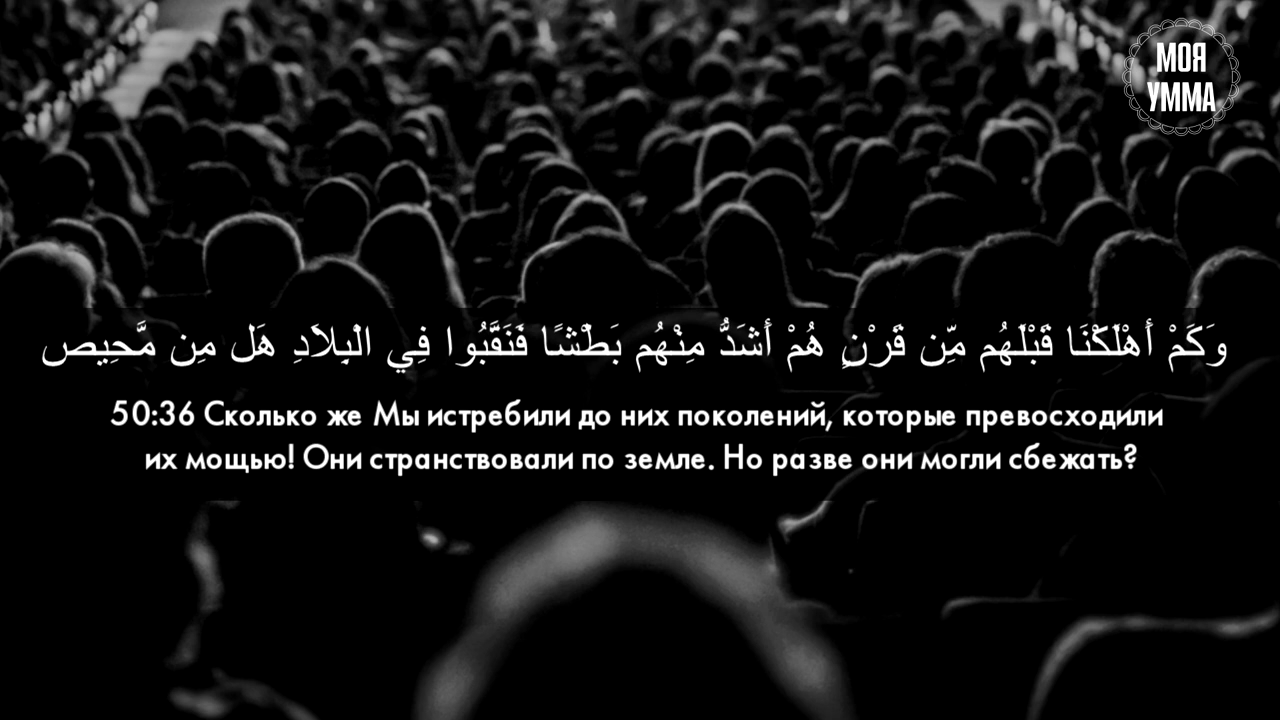 МОЯ
УММА
وَكَمْ أَهْلَكْنَا قَبْلَهُم مِّن قَرْنٍ هُمْ أَشَدُّ مِنْهُم بَطْشًا فَنَقَّبُوا فِي الْبِلَادِ هَلْ مِن مَّحِيص
50:36 Сколько же Мы истребили до них поколений, которые превосходили
их мощью! Они странствовали по земле. Но разве они могли сбежать?